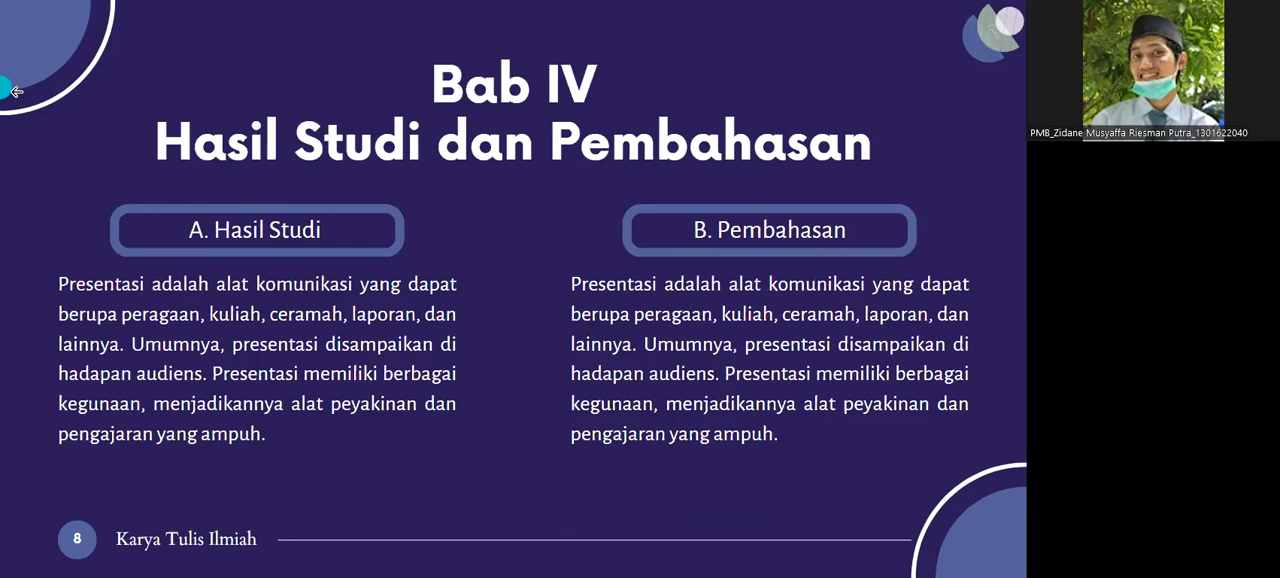 Bab IV
Hasil Studi dan Pembahasan
A. Hasil Studi
Presentasi adalah alat komunikasi yang dapat
berupa peragaan, kuliah, ceramah, laporan, dan
lainnya. Umumnya, presentasi disampaikan di
hadapan audiens. Presentasi memiliki berbagai
kegunaan, menjadikannya alat peyakinan dan
pengajaran yang ampuh.
B. Pembahasan
Presentasi adalah alat komunikasi yang dapat
berupa peragaan, kuliah, ceramah, laporan, dan
lainnya. Umumnya, presentasi disampaikan di
hadapan audiens. Presentasi memiliki berbagai
kegunaan, menjadikannya alat peyakinan dan
pengajaran yang ampuh.
8 Karya Tulis Ilmiah
PMB_Zidane Musyaffa Riesman Putra_1301622040